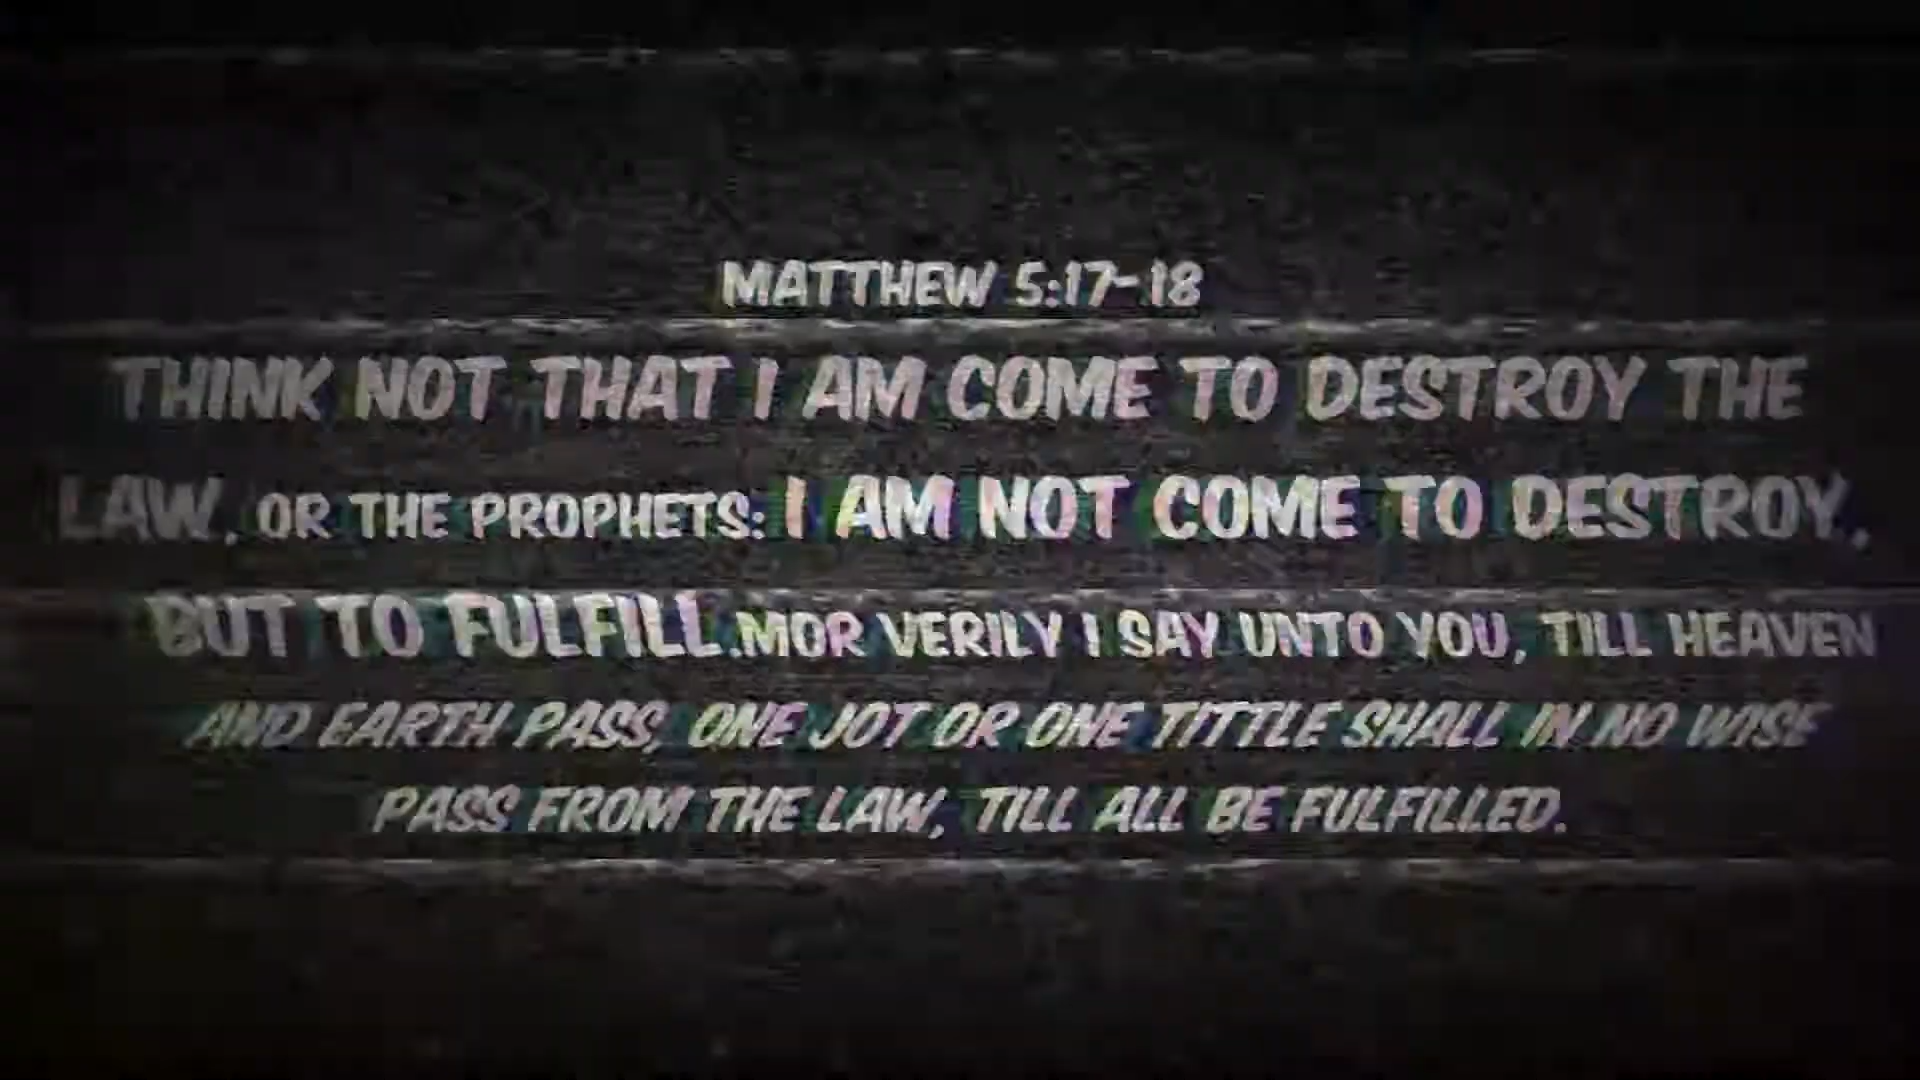 MATTHEW 5:17-18
THINK NOT THAT I AM COME TO DESTROY THE
LAW, OR THE PROPHETS: I AM NOT COME TO DESTROY,
BUT TO FULFILL.MOR VERILY I SAY UNTO YOU, TILL HEAVEN
AND EARTH PASS, ONE JOT OR ONE TITTLE SHALL IN NO WISE
PASS FROM THE LAW, TILL ALL BE FULFILLED.